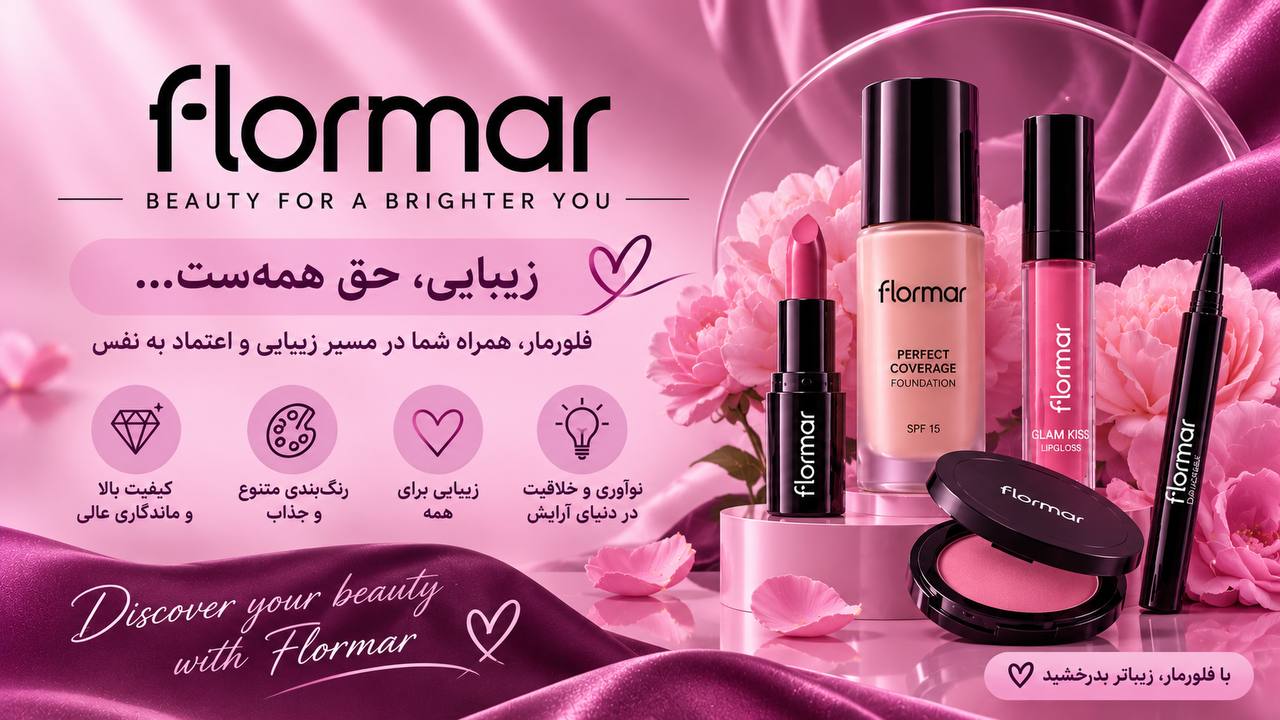 flormar
BEAUTY FOR A BRIGHTER YOU
زیبایی، حق همه‌ست...
فلورمار، همراه شما در مسیر زیبایی و اعتماد به نفس
نوآوری و خلاقیت
در دنیای آرایش
زیبایی برای
همه
رنگ‌بندی متنوع
و جذاب
کیفیت بالا
و ماندگاری عالی
Discover your beauty
with Flormar
flormar
flormar
PERFECT
COVERAGE
FOUNDATION
SPF 15
flormar
GLAM KISS
LIPGLOSS
flormar
flormar
با فلورمار، زیباتر بدرخشید